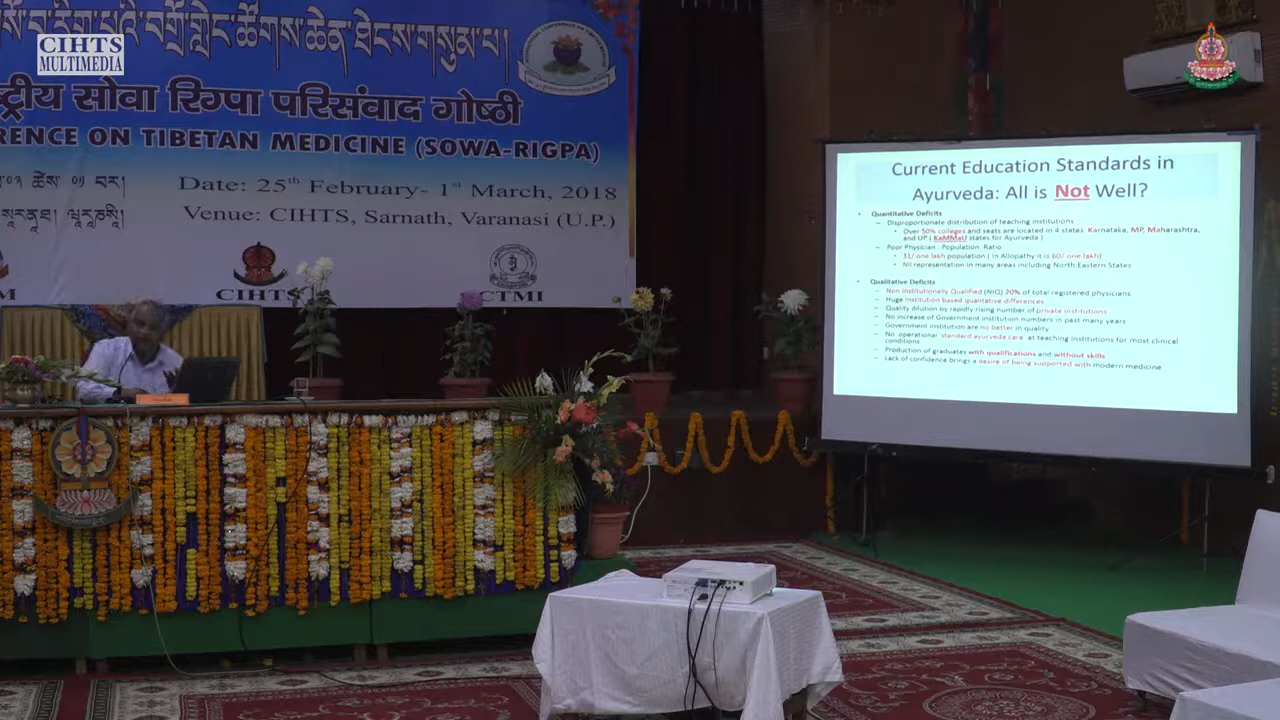 CIHTS
MULTIMEDIA
ཚོགས་ཆེན་ཐེངས་གསུམ་པ།
ष्ट्रीय सोवा रिग्पा परिसंवाद गोष्ठी
ERENCE ON TIBETAN MEDICINE (SOWA-RIGPA)
Date: 25th February- 1st March, 2018
Venue: CIHTS, Sarnath, Varanasi (U.P.)
CIHTS
CTMI
Current Education Standards in
Ayurveda: All is Not Well?
• Quantitative Deficits
– Disproportionate distribution of teaching institutions
• Over 50% colleges and seats are located in 4 states. Karnataka, MP, Maharashtra,
and UP ( KaMMaU states for Ayurveda )
– Poor Physician : Population Ratio
• 31/ one lakh population ( In Allopathy it is 60/ one lakh)
• Nil representation in many areas including North Eastern States
• Qualitative Deficits
– Non Institutionally Qualified (NIQ) 20% of total registered physicians
– Huge institution based qualitative differences
– Quality dilution by rapidly rising number of private institutions
– No increase of Government institution numbers in past many years
– Government institution are no better in quality
– No operational 'standard ayurveda care' at teaching institutions for most clinical
conditions
– Production of graduates with qualifications and without skills
– Lack of confidence brings a desire of being supported with modern medicine